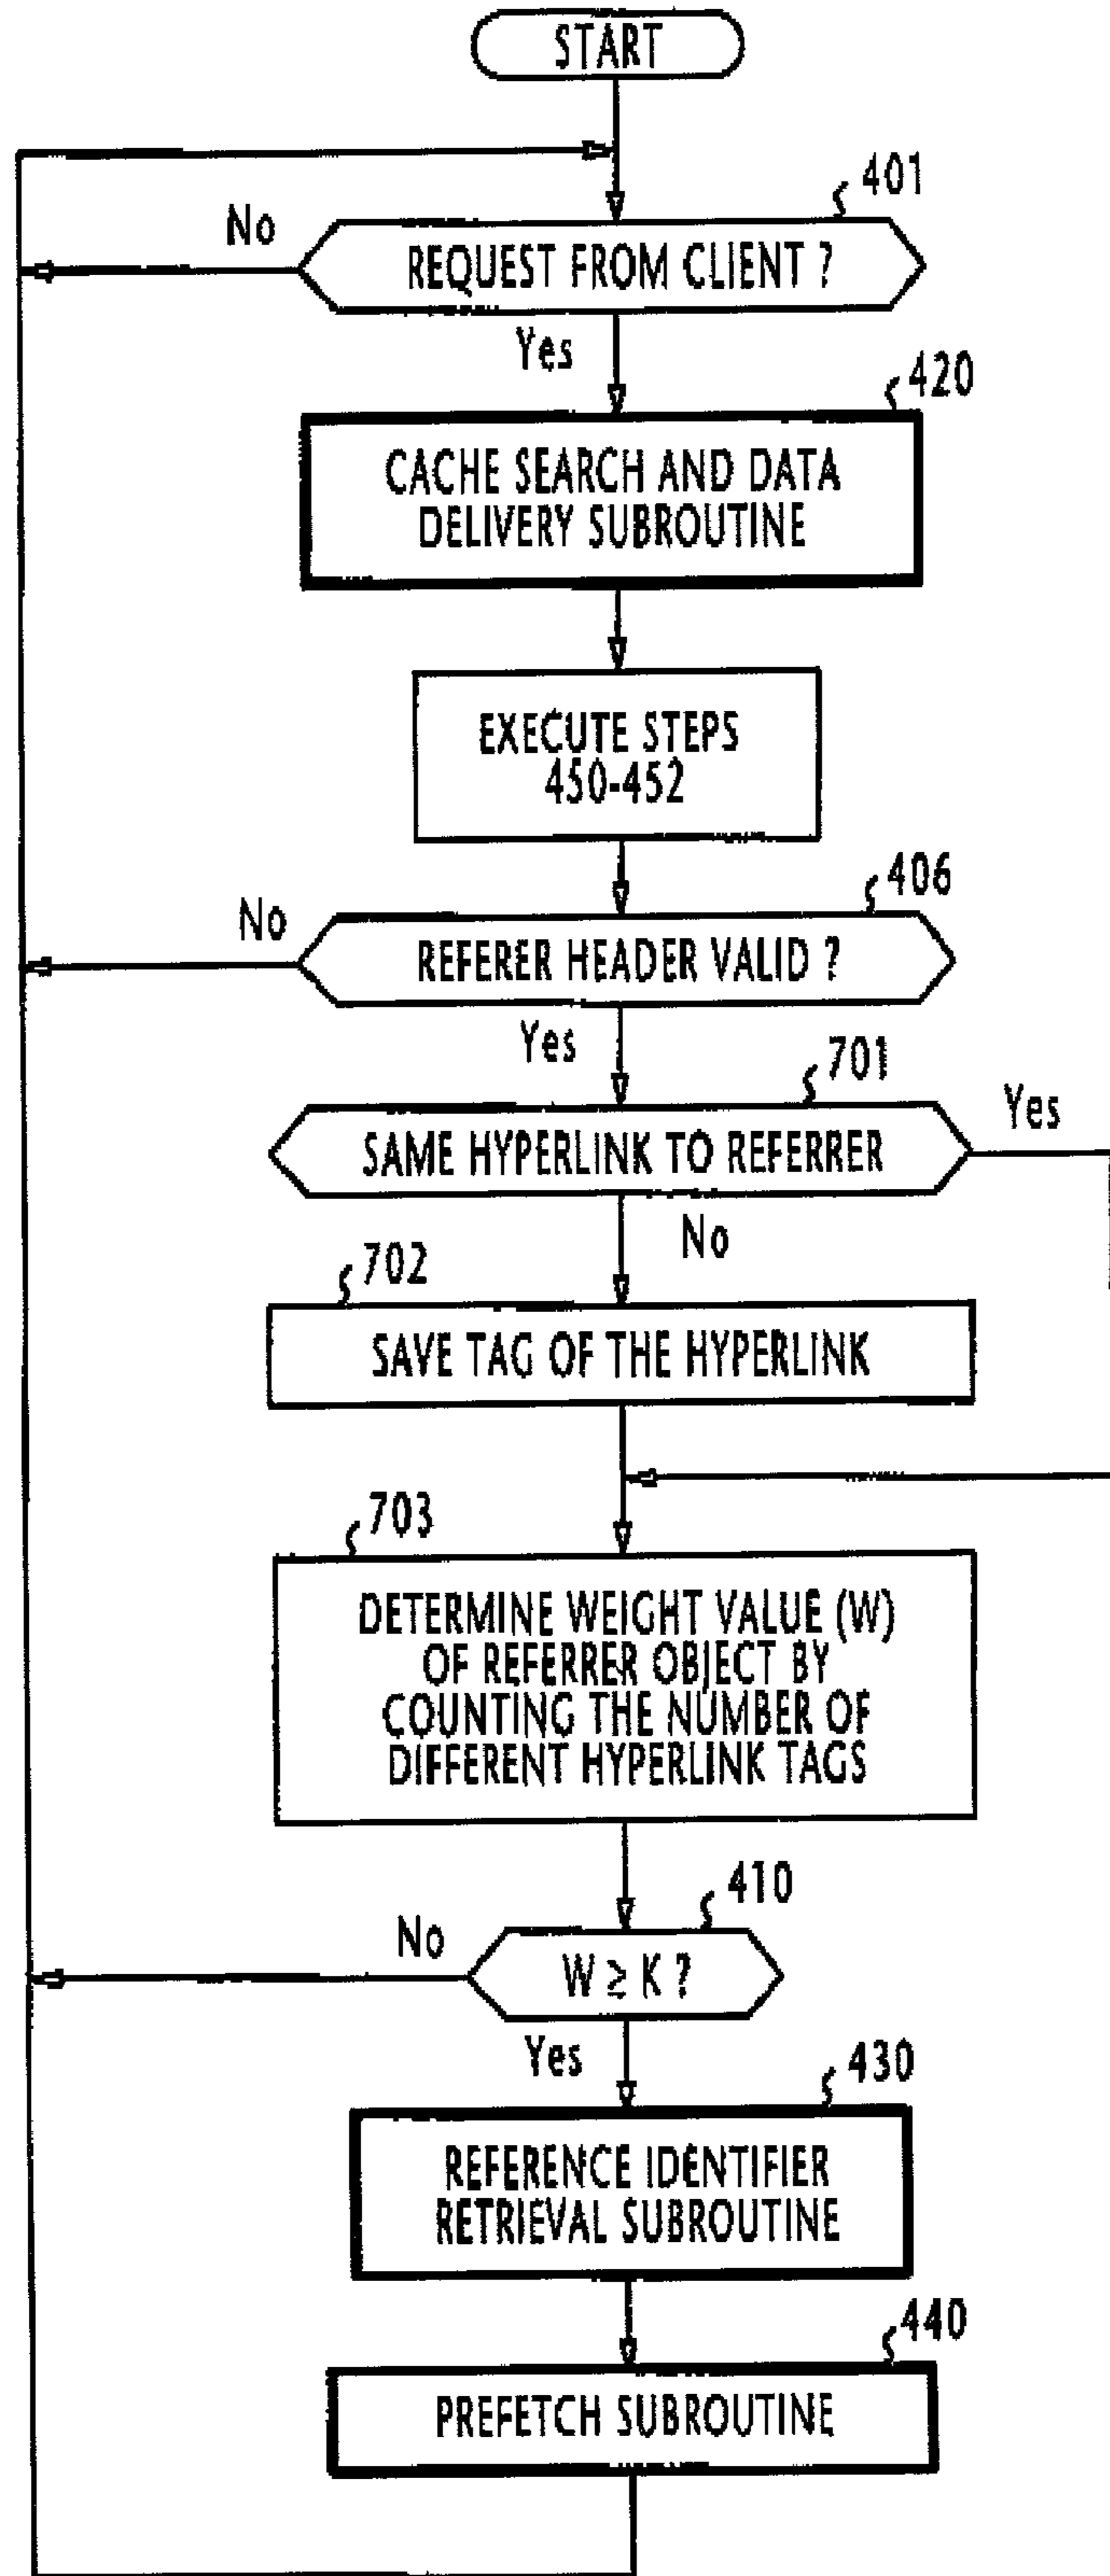 START
401
No
REQUEST FROM CLIENT ?
Yes
420
CACHE SEARCH AND DATA
DELIVERY SUBROUTINE
EXECUTE STEPS
450-452
406
No
REFERER HEADER VALID ?
Yes
701
Yes
SAME HYPERLINK TO REFERRER
No
702
SAVE TAG OF THE HYPERLINK
703
DETERMINE WEIGHT VALUE (W)
OF REFERRER OBJECT BY
COUNTING THE NUMBER OF
DIFFERENT HYPERLINK TAGS
410
No
W ≥ K ?
Yes
430
REFERENCE IDENTIFIER
RETRIEVAL SUBROUTINE
440
PREFETCH SUBROUTINE